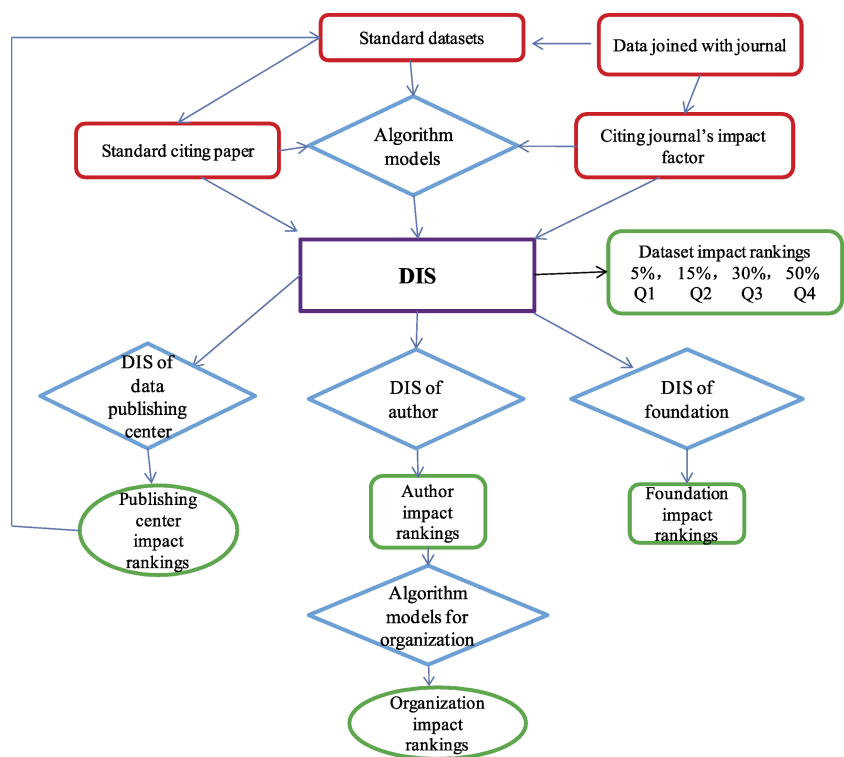 Standard datasets
Data joined with journal
Standard citing paper
Algorithm
models
Citing journal's impact
factor
DIS
Dataset impact rankings
5%, 15%, 30%, 50%
Q1 Q2 Q3 Q4
DIS of
data
publishing
center
DIS of
author
DIS of
foundation
Publishing
center
impact
rankings
Author
impact
rankings
Foundation
impact
rankings
Algorithm
models for
organization
Organization
impact
rankings